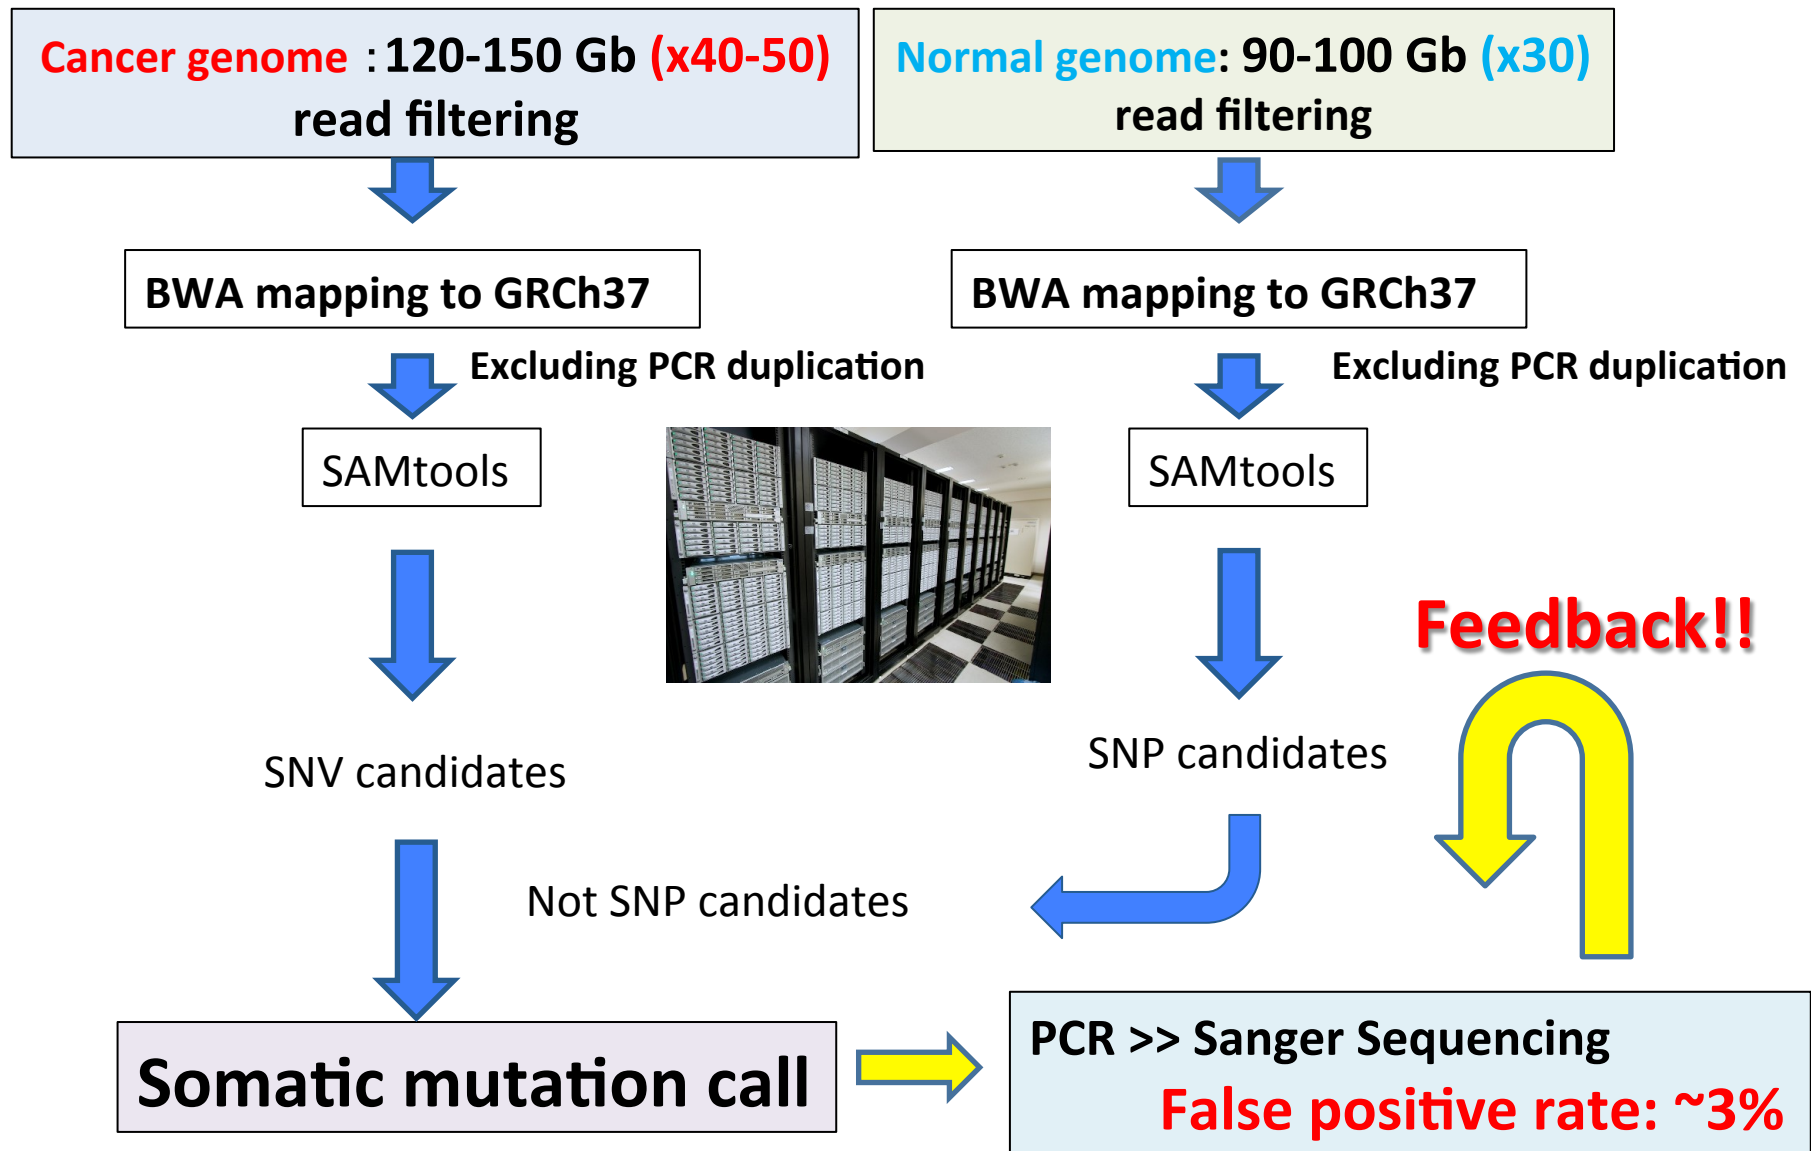 Cancer genome : 120-150 Gb (x40-50)
read filtering
Normal genome: 90-100 Gb (x30)
read filtering
BWA mapping to GRCh37
BWA mapping to GRCh37
Excluding PCR duplication
Excluding PCR duplication
SAMtools
SAMtools
Feedback!!
SNV candidates
SNP candidates
Not SNP candidates
Somatic mutation call
PCR >> Sanger Sequencing
False positive rate: ~3%